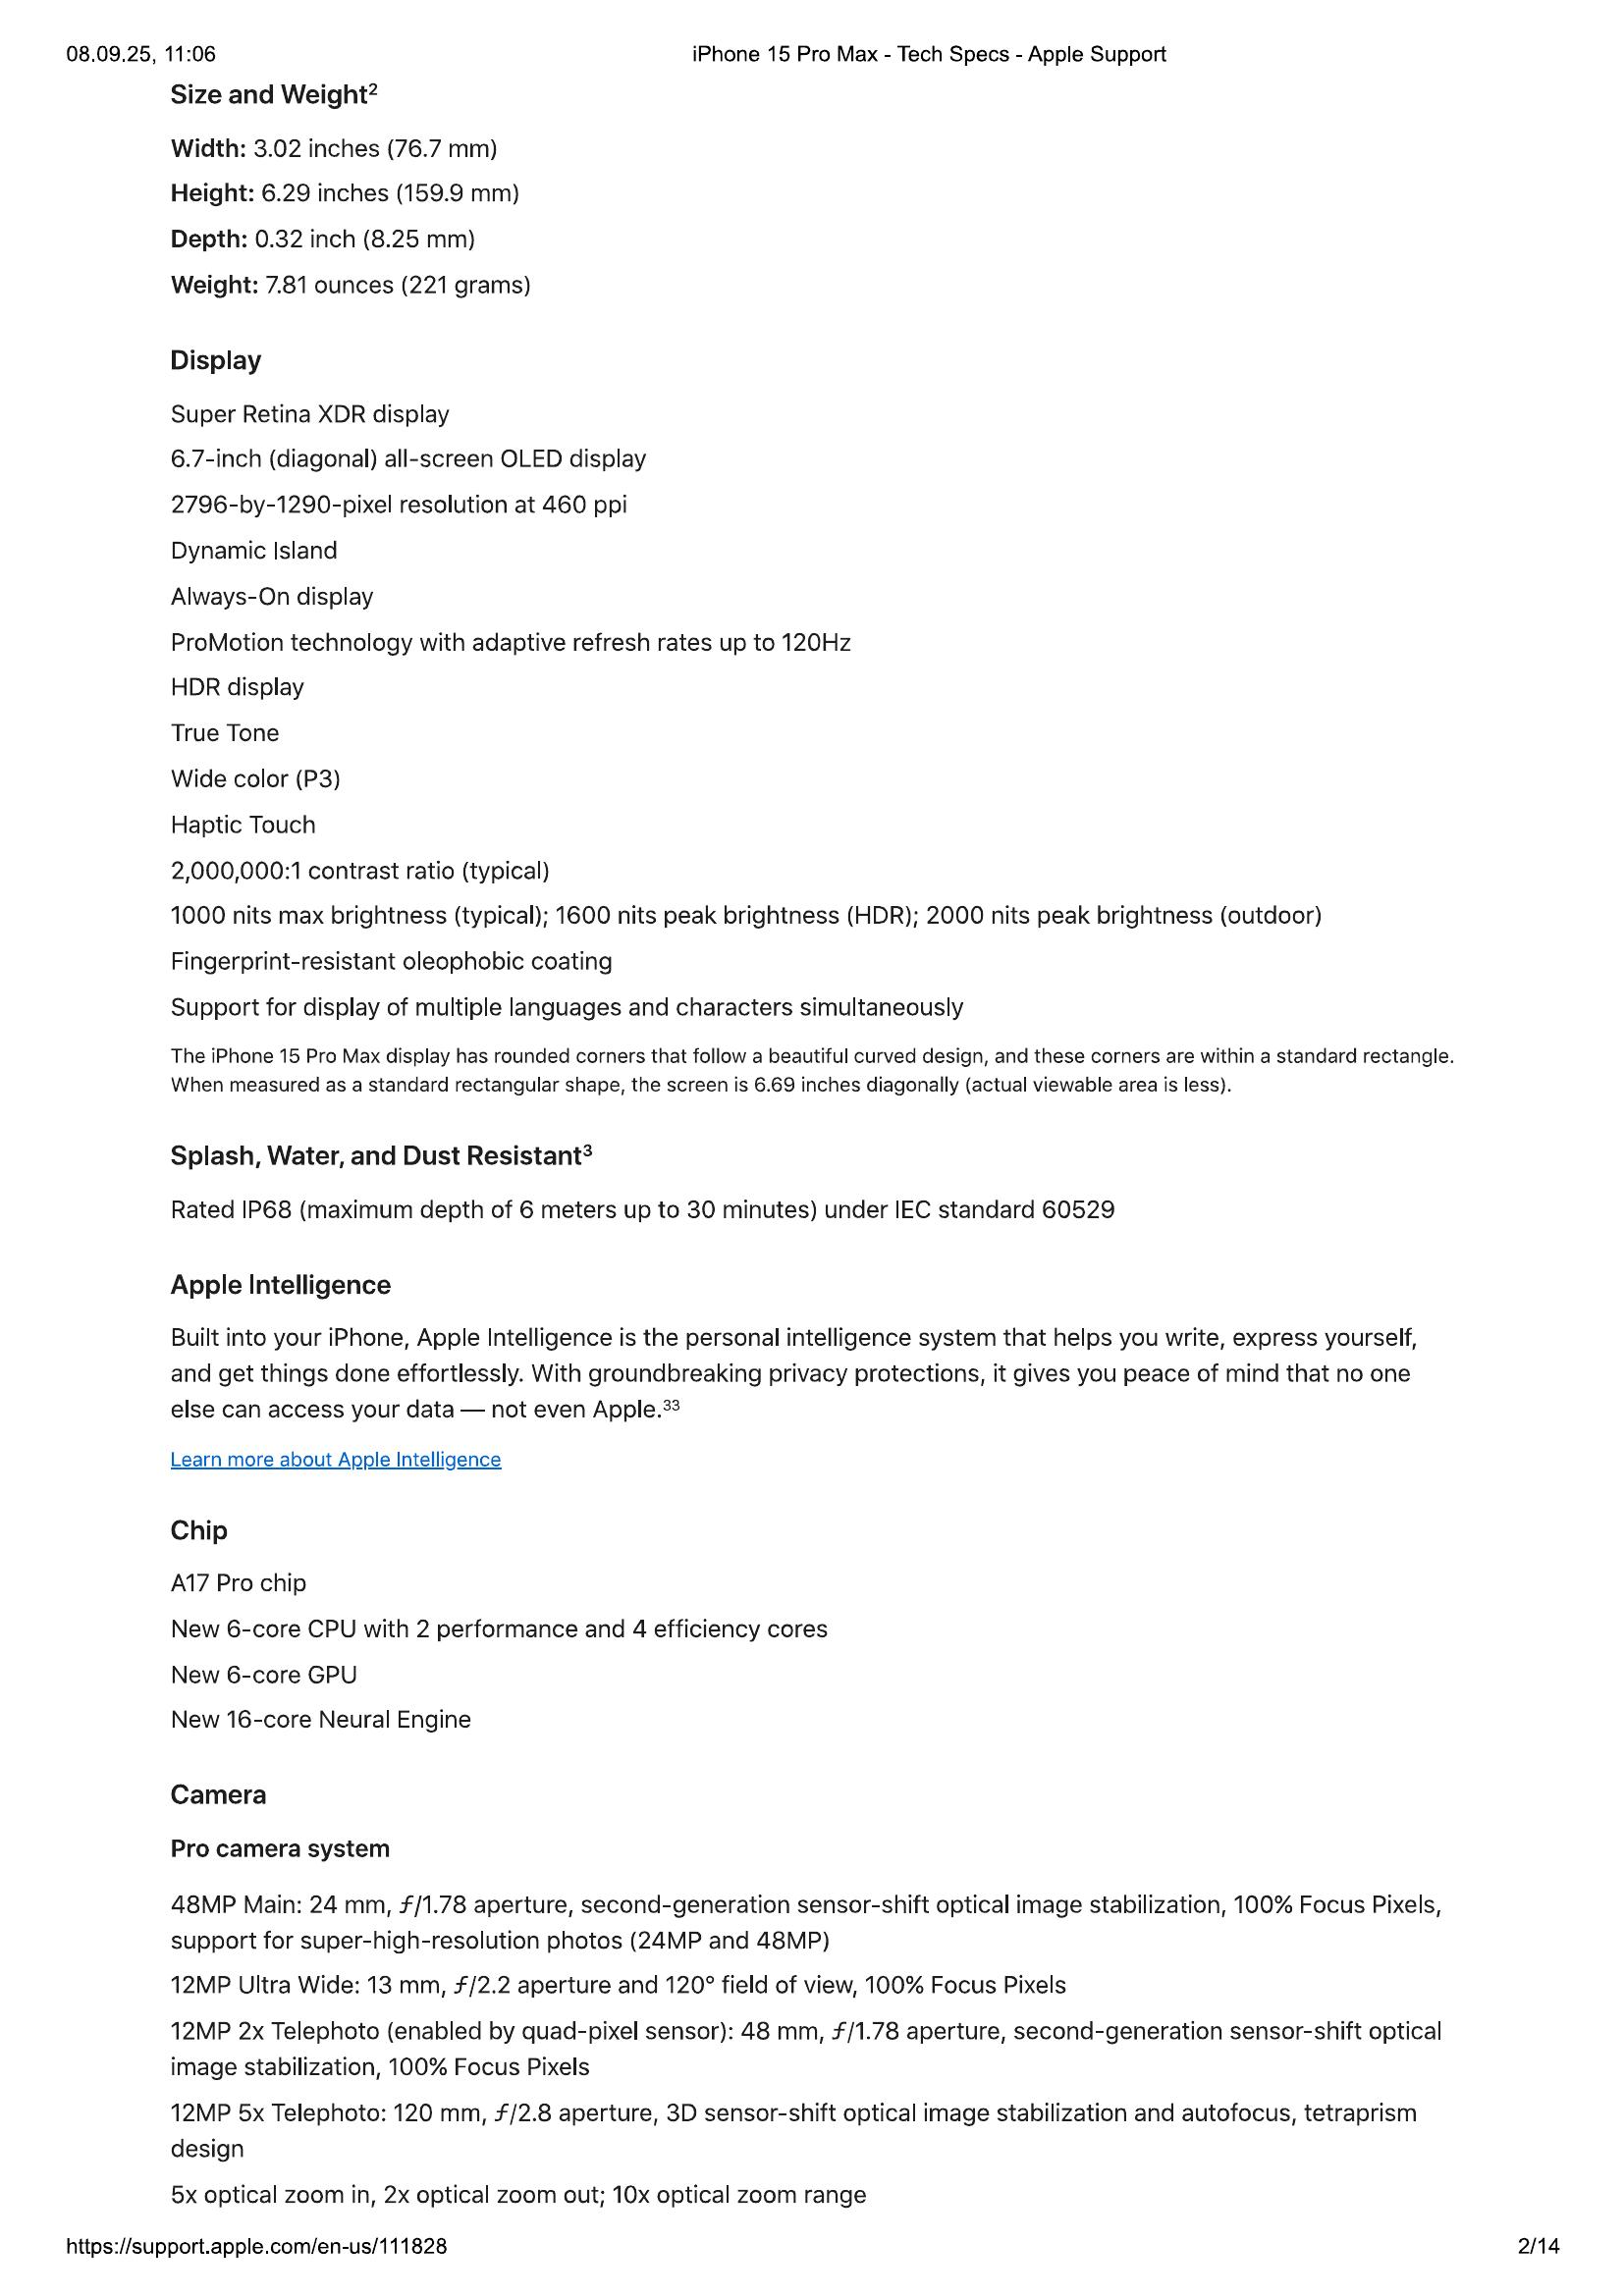 08.09.25, 11:06 iPhone 15 Pro Max - Tech Specs - Apple Support
Size and Weight²
Width: 3.02 inches (76.7 mm)
Height: 6.29 inches (159.9 mm)
Depth: 0.32 inch (8.25 mm)
Weight: 7.81 ounces (221 grams)
Display
Super Retina XDR display
6.7-inch (diagonal) all-screen OLED display
2796-by-1290-pixel resolution at 460 ppi
Dynamic Island
Always-On display
ProMotion technology with adaptive refresh rates up to 120Hz
HDR display
True Tone
Wide color (P3)
Haptic Touch
2,000,000:1 contrast ratio (typical)
1000 nits max brightness (typical); 1600 nits peak brightness (HDR); 2000 nits peak brightness (outdoor)
Fingerprint-resistant oleophobic coating
Support for display of multiple languages and characters simultaneously
The iPhone 15 Pro Max display has rounded corners that follow a beautiful curved design, and these corners are within a standard rectangle.
When measured as a standard rectangular shape, the screen is 6.69 inches diagonally (actual viewable area is less).
Splash, Water, and Dust Resistant³
Rated IP68 (maximum depth of 6 meters up to 30 minutes) under IEC standard 60529
Apple Intelligence
Built into your iPhone, Apple Intelligence is the personal intelligence system that helps you write, express yourself,
and get things done effortlessly. With groundbreaking privacy protections, it gives you peace of mind that no one
else can access your data — not even Apple.³³
Learn more about Apple Intelligence
Chip
A17 Pro chip
New 6-core CPU with 2 performance and 4 efficiency cores
New 6-core GPU
New 16-core Neural Engine
Camera
Pro camera system
48MP Main: 24 mm, ƒ/1.78 aperture, second-generation sensor-shift optical image stabilization, 100% Focus Pixels,
support for super-high-resolution photos (24MP and 48MP)
12MP Ultra Wide: 13 mm, ƒ/2.2 aperture and 120° field of view, 100% Focus Pixels
12MP 2x Telephoto (enabled by quad-pixel sensor): 48 mm, ƒ/1.78 aperture, second-generation sensor-shift optical
image stabilization, 100% Focus Pixels
12MP 5x Telephoto: 120 mm, ƒ/2.8 aperture, 3D sensor-shift optical image stabilization and autofocus, tetraprism
design
5x optical zoom in, 2x optical zoom out; 10x optical zoom range
https://support.apple.com/en-us/111828 2/14